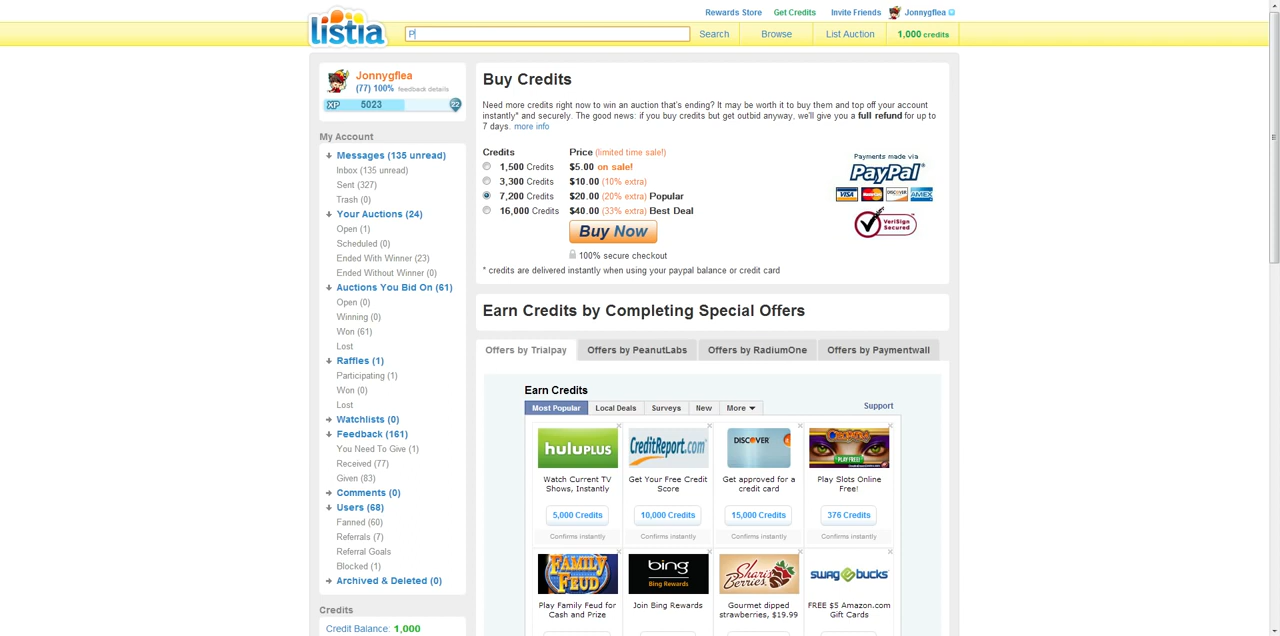 Rewards Store Get Credits Invite Friends Jonnygflea
listia
P Search Browse List Auction 1,000 credits
Jonnygflea
(77) 100% feedback details
XP 5023 22
My Account
Messages (135 unread)
Inbox (135 unread)
Sent (327)
Trash (0)
Your Auctions (24)
Open (1)
Scheduled (0)
Ended With Winner (23)
Ended Without Winner (0)
Auctions You Bid On (61)
Open (0)
Winning (0)
Won (61)
Lost
Raffles (1)
Participating (1)
Won (0)
Lost
Watchlists (0)
Feedback (161)
You Need To Give (1)
Received (77)
Given (83)
Comments (0)
Users (68)
Fanned (60)
Referrals (7)
Referral Goals
Blocked (1)
Archived & Deleted (0)
Credits
Credit Balance: 1,000
Buy Credits
Need more credits right now to win an auction that's ending? It may be worth it to buy them and top off your account
instantly* and securely. The good news: if you buy credits but get outbid anyway, we'll give you a full refund for up to
7 days. more info
Credits Price (limited time sale!)
1,500 Credits $5.00 on sale!
3,300 Credits $10.00 (10% extra)
7,200 Credits $20.00 (20% extra) Popular
16,000 Credits $40.00 (33% extra) Best Deal
Buy Now
100% secure checkout
* credits are delivered instantly when using your paypal balance or credit card
Payments made via
PayPal
VISA MasterCard DISCOVER AMEX
VeriSign
Secured
Earn Credits by Completing Special Offers
Offers by Trialpay Offers by PeanutLabs Offers by RadiumOne Offers by Paymentwall
Earn Credits
Most Popular Local Deals Surveys New More Support
huluPLUS CreditReport.com DISCOVER PLAY FREE!
Watch Current TV
Shows, Instantly
5,000 Credits
Confirms instantly
Get Your Free Credit
Score
10,000 Credits
Confirms instantly
Get approved for a
credit card
15,000 Credits
Confirms instantly
Play Slots Online
Free!
376 Credits
Confirms instantly
FAMILY
FEUD
Play Family Feud for
Cash and Prize
bing
Bing Rewards
Join Bing Rewards
Shari's
Berries
Gourmet dipped
strawberries, $19.99
swagbucks
FREE $5 Amazon.com
Gift Cards